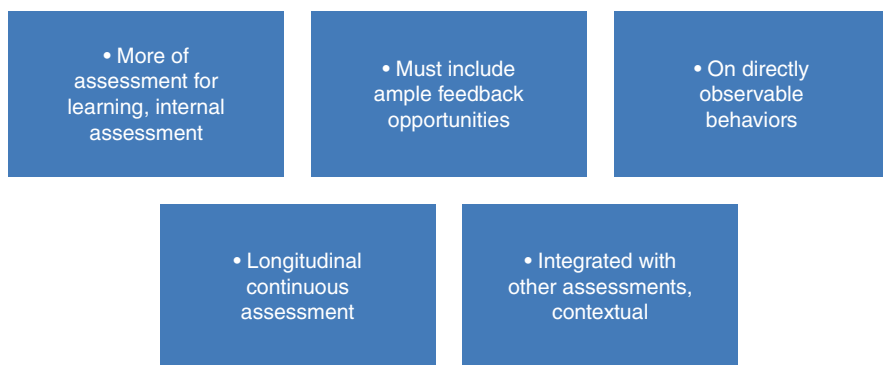 • More of
assessment for
learning, internal
assessment
• Must include
ample feedback
opportunities
• On directly
observable
behaviors
• Longitudinal
continuous
assessment
• Integrated with
other assessments,
contextual